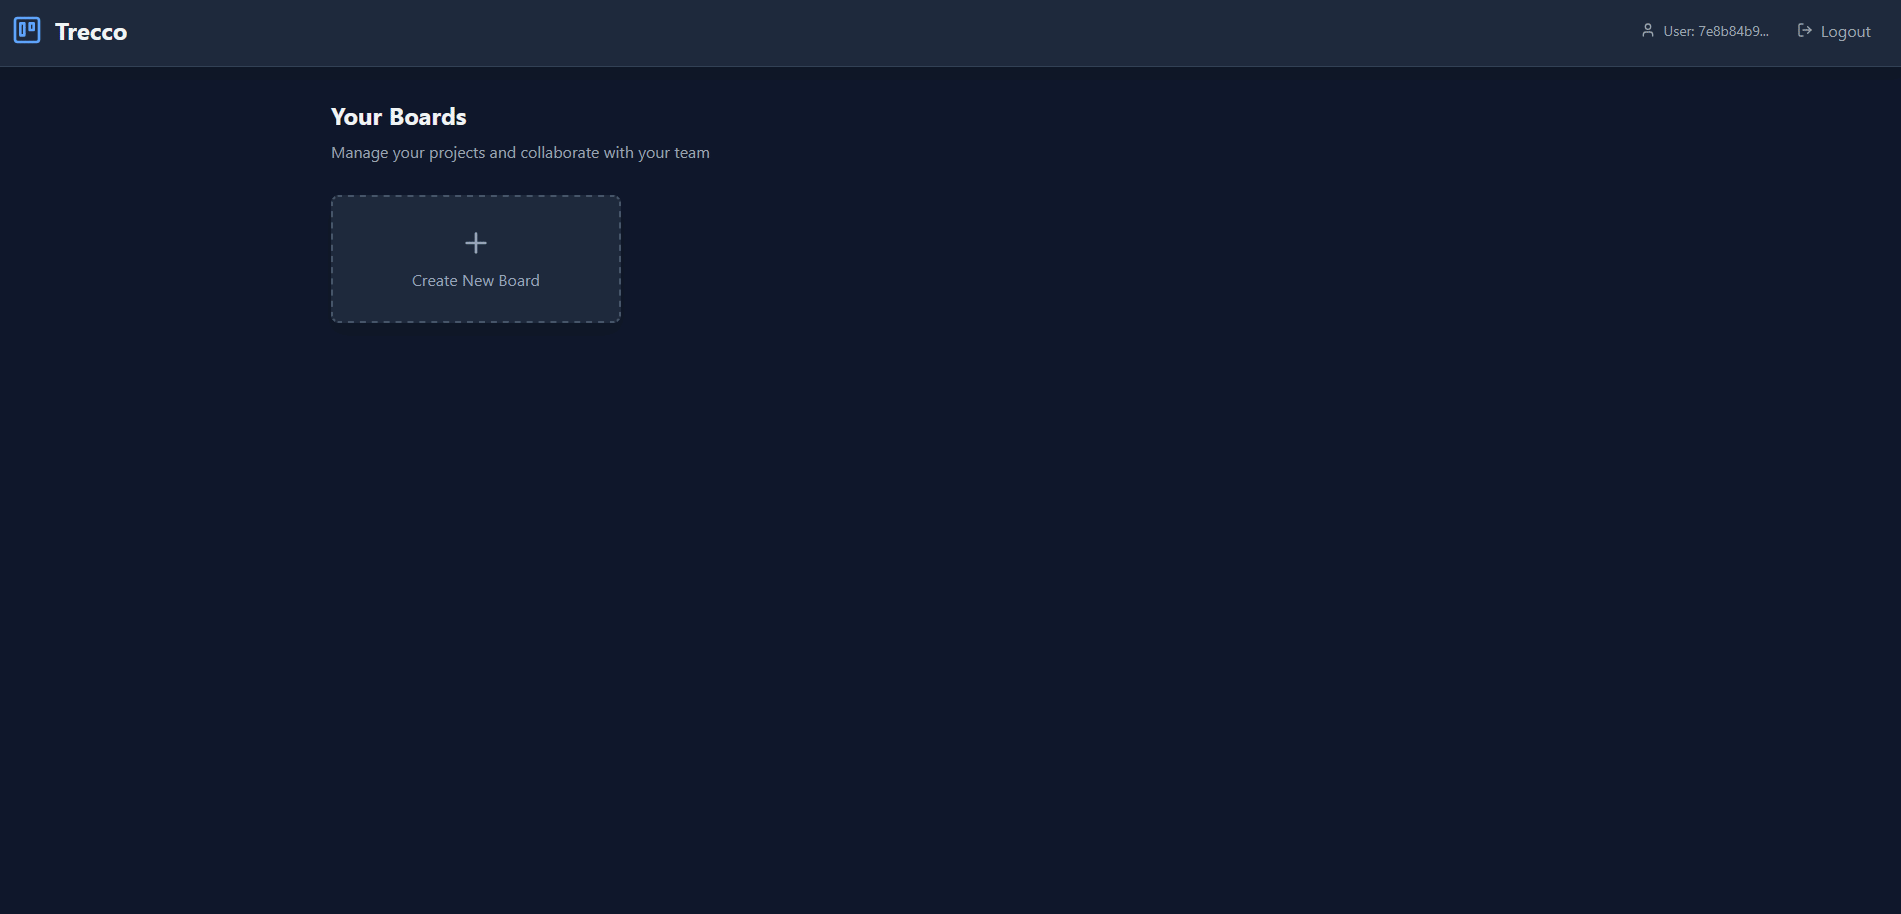 Trecco
User: 7e8b84b9...
Logout
Your Boards
Manage your projects and collaborate with your team
Create New Board